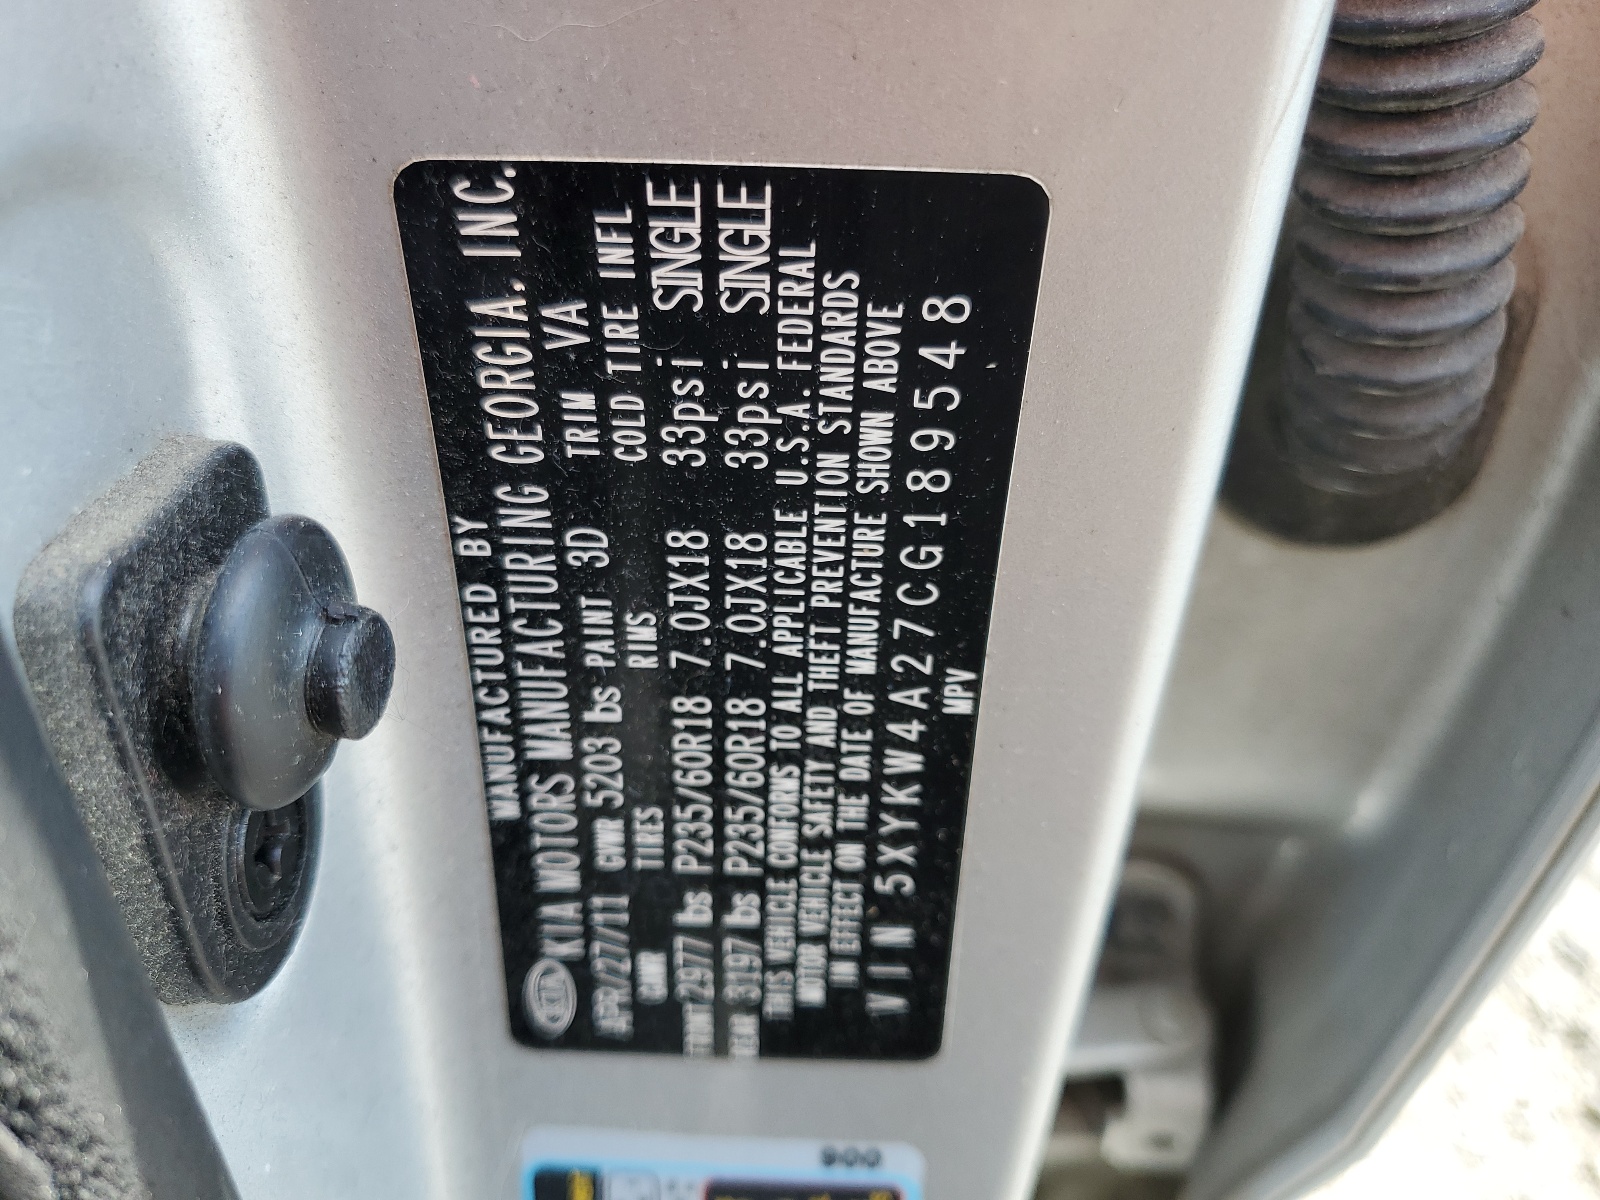 MANUFACTURED BY
KIA KIA MOTORS MANUFACTURING GEORGIA, INC.
APR/27/11 GVWR 5203 lbs PAINT 3D TRIM VA
GAWR TIRES RIMS COLD TIRE INFL
FRONT 2977 lbs P235/60R18 7.0JX18 33psi SINGLE
REAR 3197 lbs P235/60R18 7.0JX18 33psi SINGLE
THIS VEHICLE CONFORMS TO ALL APPLICABLE U.S.A. FEDERAL
MOTOR VEHICLE SAFETY AND THEFT PREVENTION STANDARDS
IN EFFECT ON THE DATE OF MANUFACTURE SHOWN ABOVE
VIN 5XYKW4A27CG189548
MPV
900